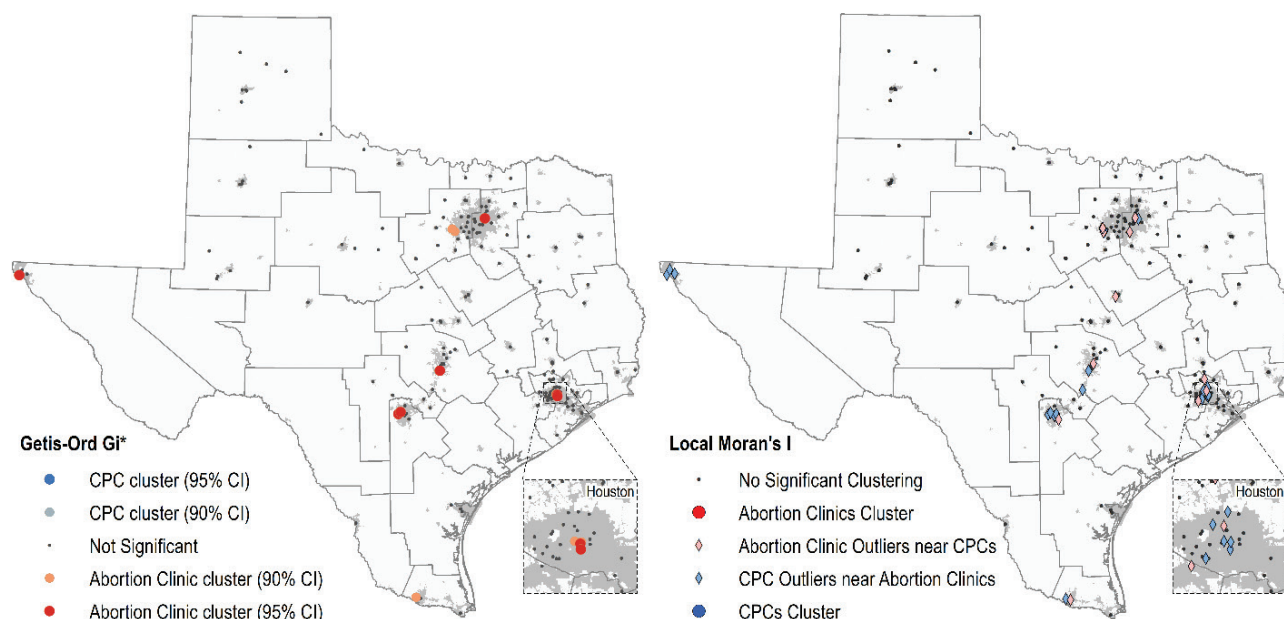 Getis-Ord Gi*
CPC cluster (95% CI)
CPC cluster (90% CI)
Not Significant
Abortion Clinic cluster (90% CI)
Abortion Clinic cluster (95% CI)
Houston
Local Moran's I
No Significant Clustering
Abortion Clinics Cluster
Abortion Clinic Outliers near CPCs
CPC Outliers near Abortion Clinics
CPCs Cluster
Houston